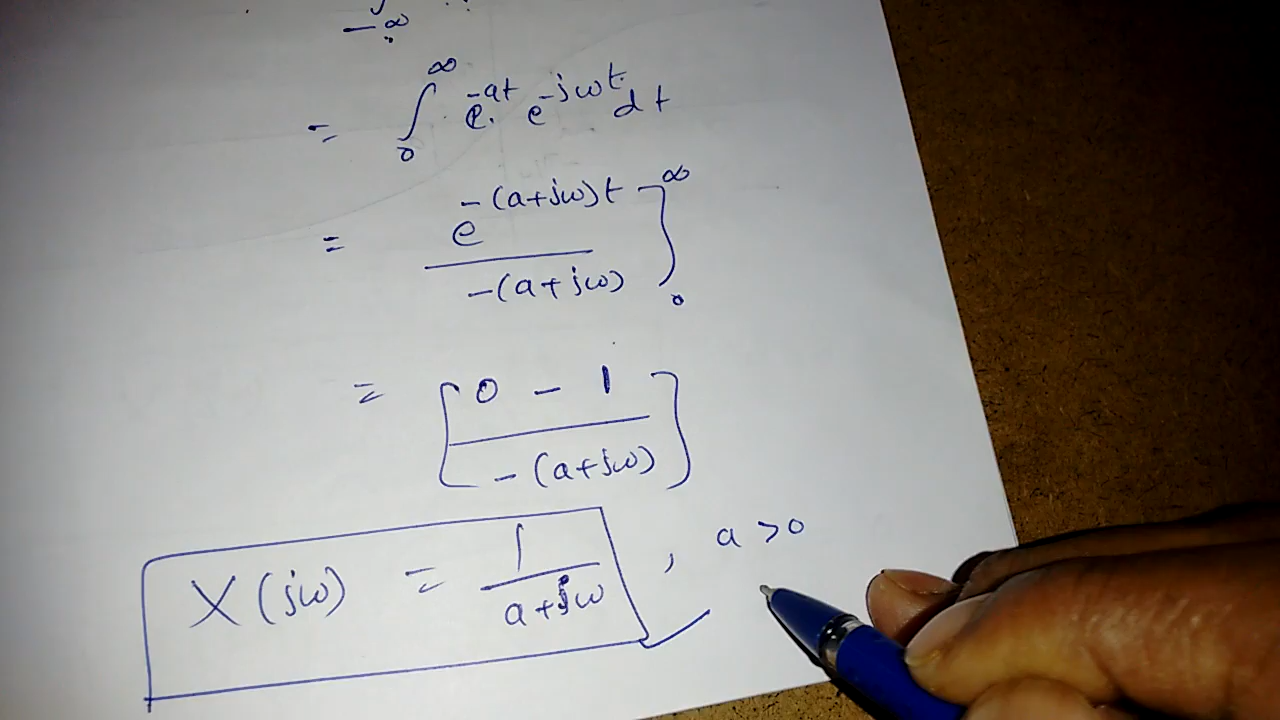 -∞
= ∫₀^∞ e^{-at} e^{-jωt} dt
= e^{-(a+jω)t} / -(a+jω) ]₀^∞
= [ 0 - 1 / -(a+jω) ]
X(jω) = 1 / a+jω , a>0